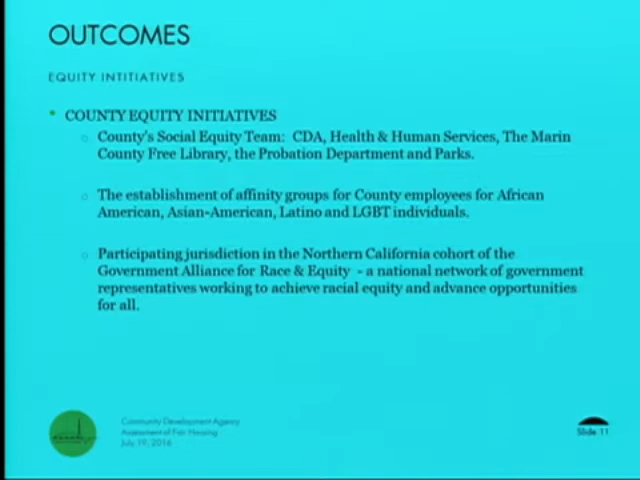 OUTCOMES
EQUITY INTITIATIVES
COUNTY EQUITY INITIATIVES
County's Social Equity Team: CDA, Health & Human Services, The Marin
County Free Library, the Probation Department and Parks.
The establishment of affinity groups for County employees for African
American, Asian-American, Latino and LGBT individuals.
Participating jurisdiction in the Northern California cohort of the
Government Alliance for Race & Equity - a national network of government
representatives working to achieve racial equity and advance opportunities
for all.
Community Development Agency
Assessment of Fair Housing
July 19, 2016
Slide 11